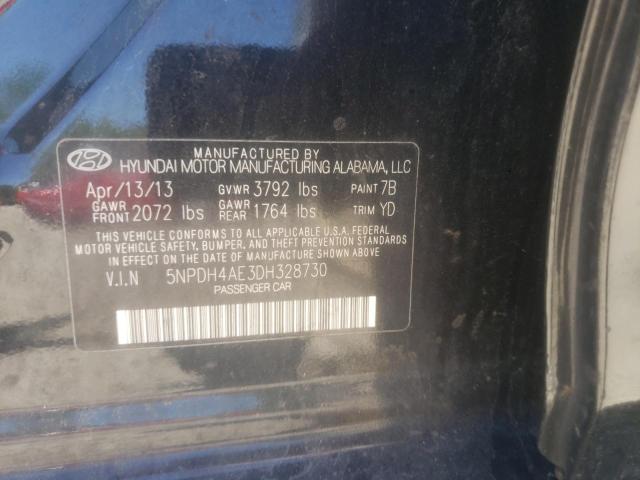 MANUFACTURED BY
HYUNDAI MOTOR MANUFACTURING ALABAMA, LLC
Apr/13/13 GVWR 3792 lbs PAINT 7B
GAWR FRONT 2072 lbs GAWR REAR 1764 lbs TRIM YD
THIS VEHICLE CONFORMS TO ALL APPLICABLE U.S.A. FEDERAL
MOTOR VEHICLE SAFETY, BUMPER, AND THEFT PREVENTION STANDARDS
IN EFFECT ON THE DATE OF MANUFACTURE SHOWN ABOVE.
V.I.N 5NPDH4AE3DH328730
PASSENGER CAR